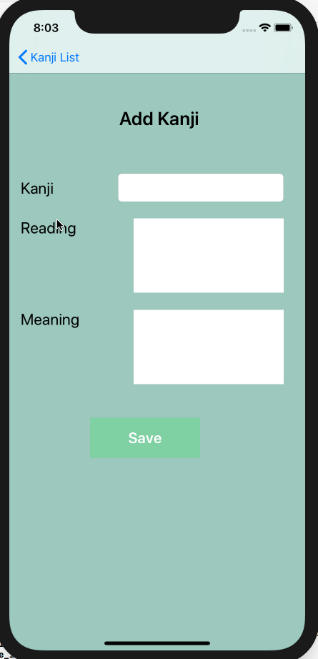 8:03
Kanji List
Add Kanji
Kanji
Reading
Meaning
Save